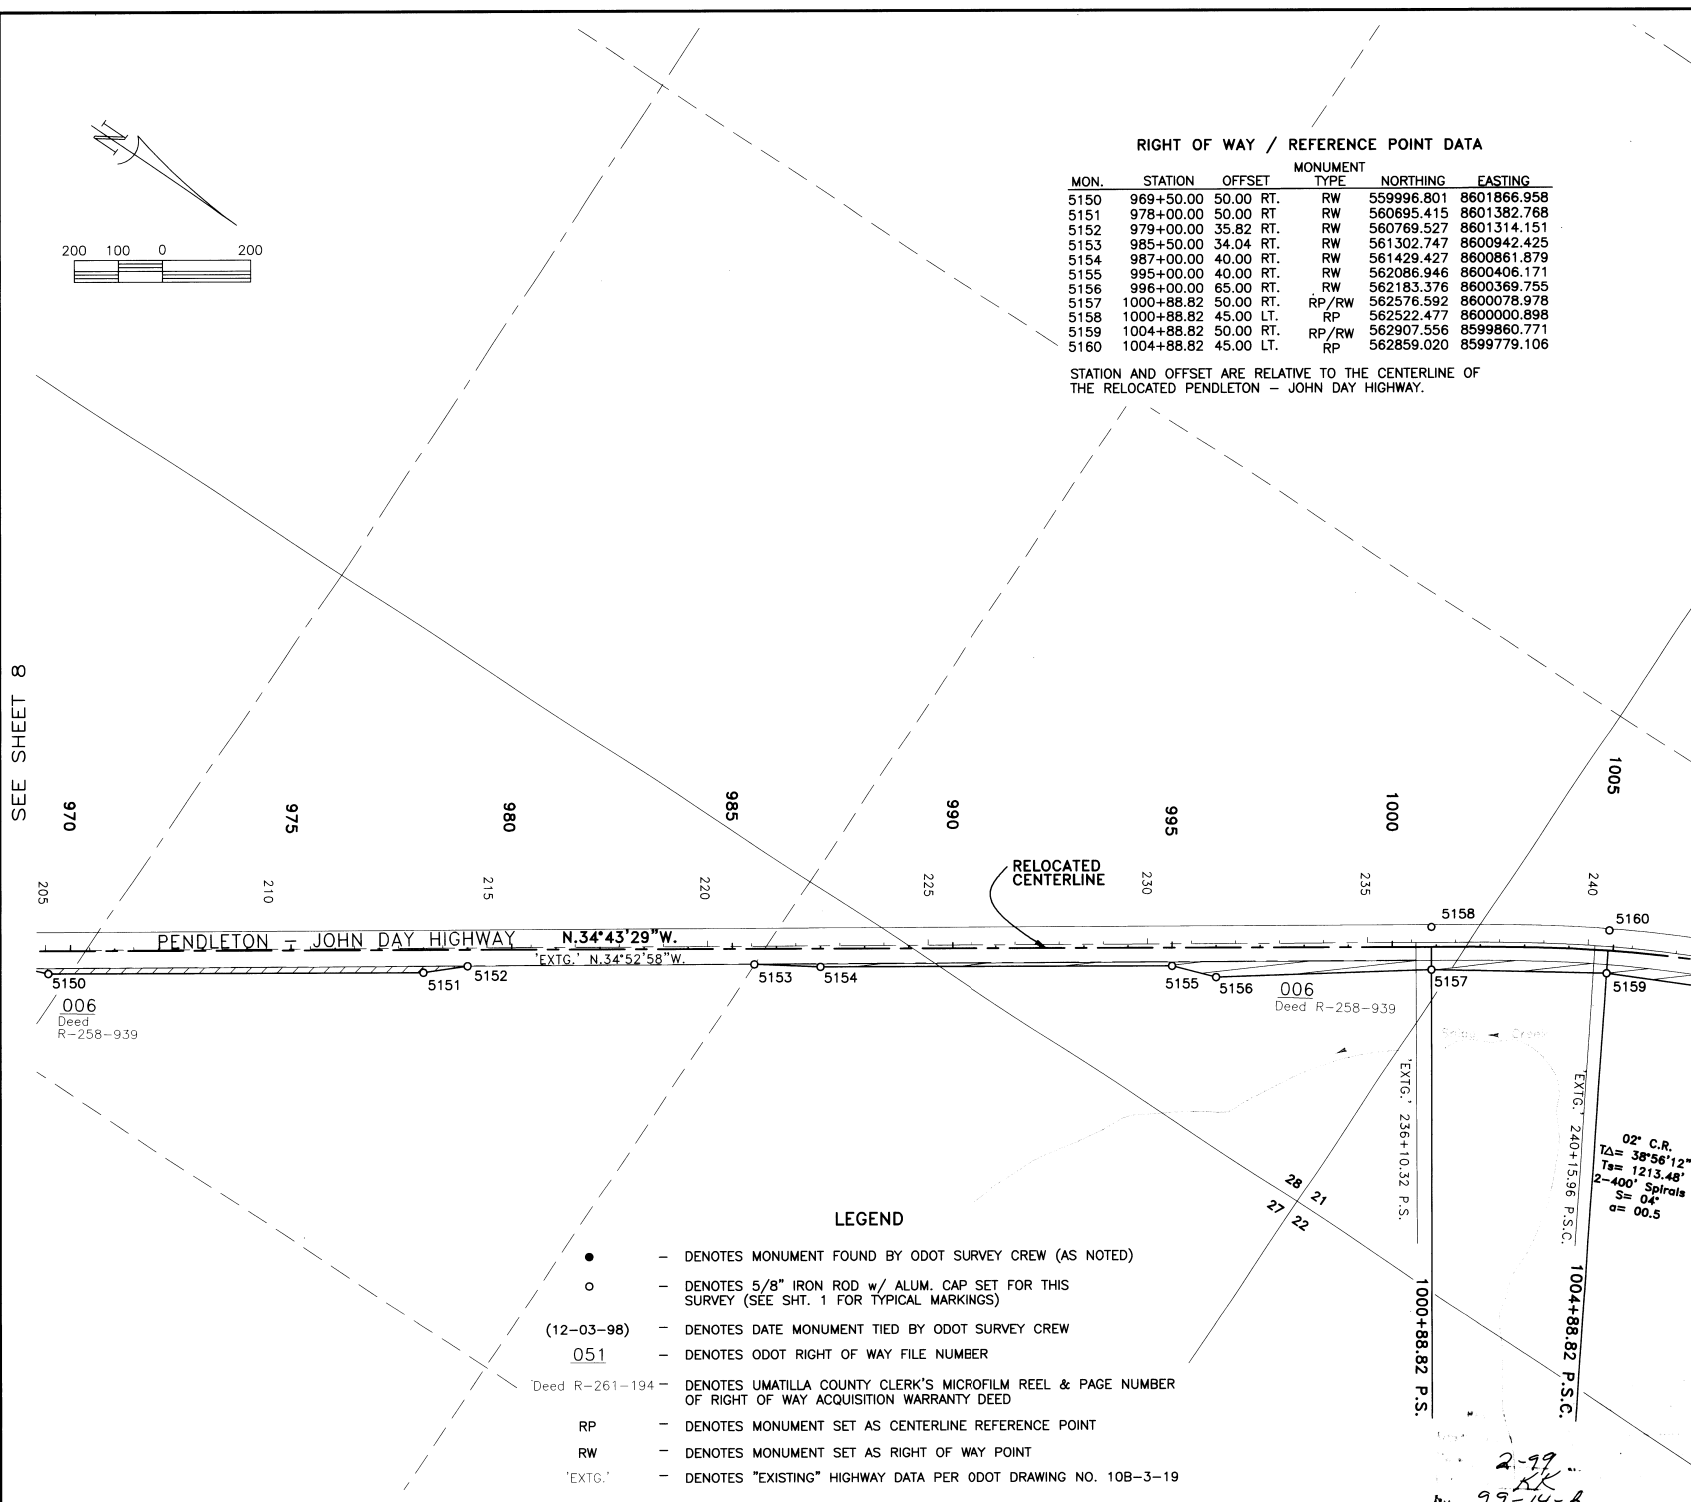 N
200 100 0 200
RIGHT OF WAY / REFERENCE POINT DATA
MONUMENT
MON. STATION OFFSET TYPE NORTHING EASTING
5150 969+50.00 50.00 RT. RW 559996.801 8601866.958
5151 978+00.00 50.00 RT RW 560695.415 8601382.768
5152 979+00.00 35.82 RT. RW 560769.527 8601314.151
5153 985+50.00 34.04 RT. RW 561302.747 8600942.425
5154 987+00.00 40.00 RT. RW 561429.427 8600861.879
5155 995+00.00 40.00 RT. RW 562086.946 8600406.171
5156 996+00.00 65.00 RT. RW 562183.376 8600369.755
5157 1000+88.82 50.00 RT. RP/RW 562576.592 8600078.978
5158 1000+88.82 45.00 LT. RP 562522.477 8600000.898
5159 1004+88.82 50.00 RT. RP/RW 562907.556 8599860.771
5160 1004+88.82 45.00 LT. RP 562859.020 8599779.106
STATION AND OFFSET ARE RELATIVE TO THE CENTERLINE OF
THE RELOCATED PENDLETON – JOHN DAY HIGHWAY.
SEE SHEET 8
970 975 980 985 990 995 1000 1005
205 210 215 220 225 230 235 240
RELOCATED
CENTERLINE
5158 5160
PENDLETON – JOHN DAY HIGHWAY N.34°43'29"W.
'EXTG.' N.34°52'58"W.
5150 5151 5152 5153 5154 5155 5156 5157 5159
006
Deed
R–258–939
006
Deed R–258–939
Creek
'EXTG.' 236+10.32 P.S.
'EXTG.' 240+15.96 P.S.C.
1000+88.82 P.S.
1004+88.82 P.S.C.
02° C.R.
T∆= 38°56'12"
Ts= 1213.48'
2–400' Spirals
S= 04°
a= 00.5
28 21
27 22
LEGEND
– DENOTES MONUMENT FOUND BY ODOT SURVEY CREW (AS NOTED)
– DENOTES 5/8" IRON ROD w/ ALUM. CAP SET FOR THIS
SURVEY (SEE SHT. 1 FOR TYPICAL MARKINGS)
(12–03–98) – DENOTES DATE MONUMENT TIED BY ODOT SURVEY CREW
051 – DENOTES ODOT RIGHT OF WAY FILE NUMBER
Deed R–261–194 – DENOTES UMATILLA COUNTY CLERK'S MICROFILM REEL & PAGE NUMBER
OF RIGHT OF WAY ACQUISITION WARRANTY DEED
RP – DENOTES MONUMENT SET AS CENTERLINE REFERENCE POINT
RW – DENOTES MONUMENT SET AS RIGHT OF WAY POINT
'EXTG.' – DENOTES "EXISTING" HIGHWAY DATA PER ODOT DRAWING NO. 10B–3–19
2-99
KK
99-14-A